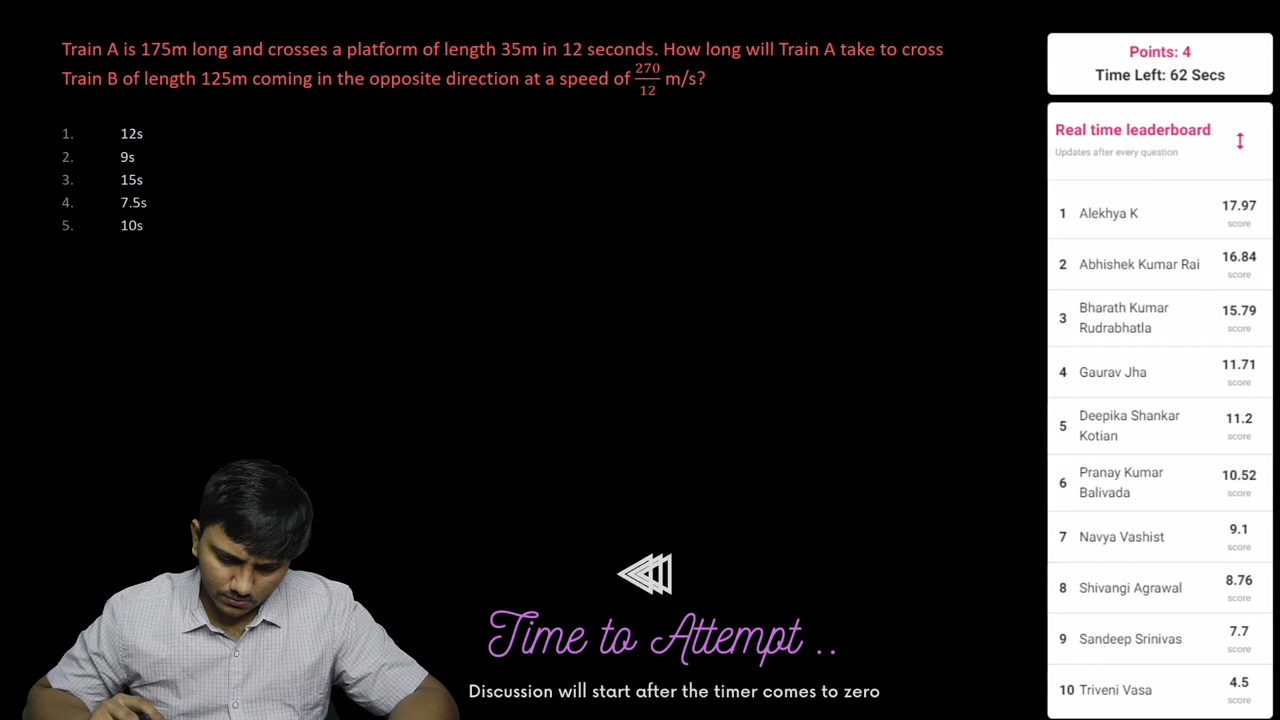 Train A is 175m long and crosses a platform of length 35m in 12 seconds. How long will Train A take to cross
Train B of length 125m coming in the opposite direction at a speed of 270/12 m/s?
1. 12s
2. 9s
3. 15s
4. 7.5s
5. 10s
Time to Attempt ..
Discussion will start after the timer comes to zero
Points: 4
Time Left: 62 Secs
Real time leaderboard
Updates after every question
1 Alekhya K 17.97
score
2 Abhishek Kumar Rai 16.84
score
3 Bharath Kumar 15.79
Rudrabhatla score
4 Gaurav Jha 11.71
score
5 Deepika Shankar 11.2
Kotian score
6 Pranay Kumar 10.52
Balivada score
7 Navya Vashist 9.1
score
8 Shivangi Agrawal 8.76
score
9 Sandeep Srinivas 7.7
score
10 Triveni Vasa 4.5
score